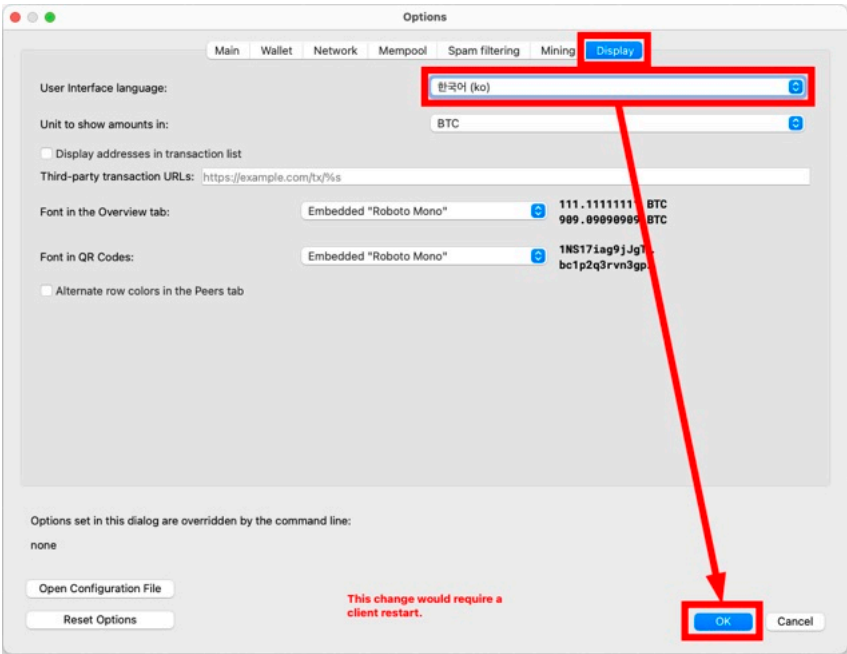 Options
Main Wallet Network Mempool Spam filtering Mining Display
User Interface language: 한국어 (ko)
Unit to show amounts in: BTC
Display addresses in transaction list
Third-party transaction URLs: https://example.com/tx/%s
Font in the Overview tab: Embedded "Roboto Mono" 111.1111111 BTC
909.09090909 BTC
Font in QR Codes: Embedded "Roboto Mono"
Alternate row colors in the Peers tab
Options set in this dialog are overridden by the command line:
none
Open Configuration File
This change would require a
client restart.
Reset Options OK Cancel